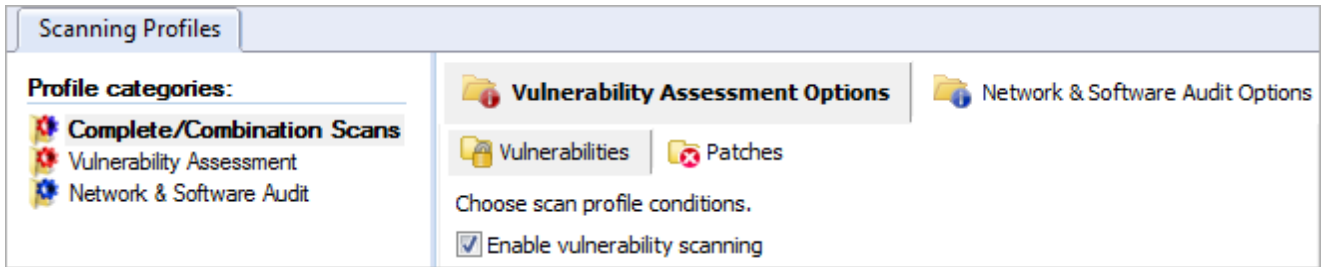 Scanning Profiles
Profile categories:
Complete/Combination Scans
Vulnerability Assessment
Network & Software Audit
Vulnerability Assessment Options
Network & Software Audit Options
Vulnerabilities
Patches
Choose scan profile conditions.
Enable vulnerability scanning